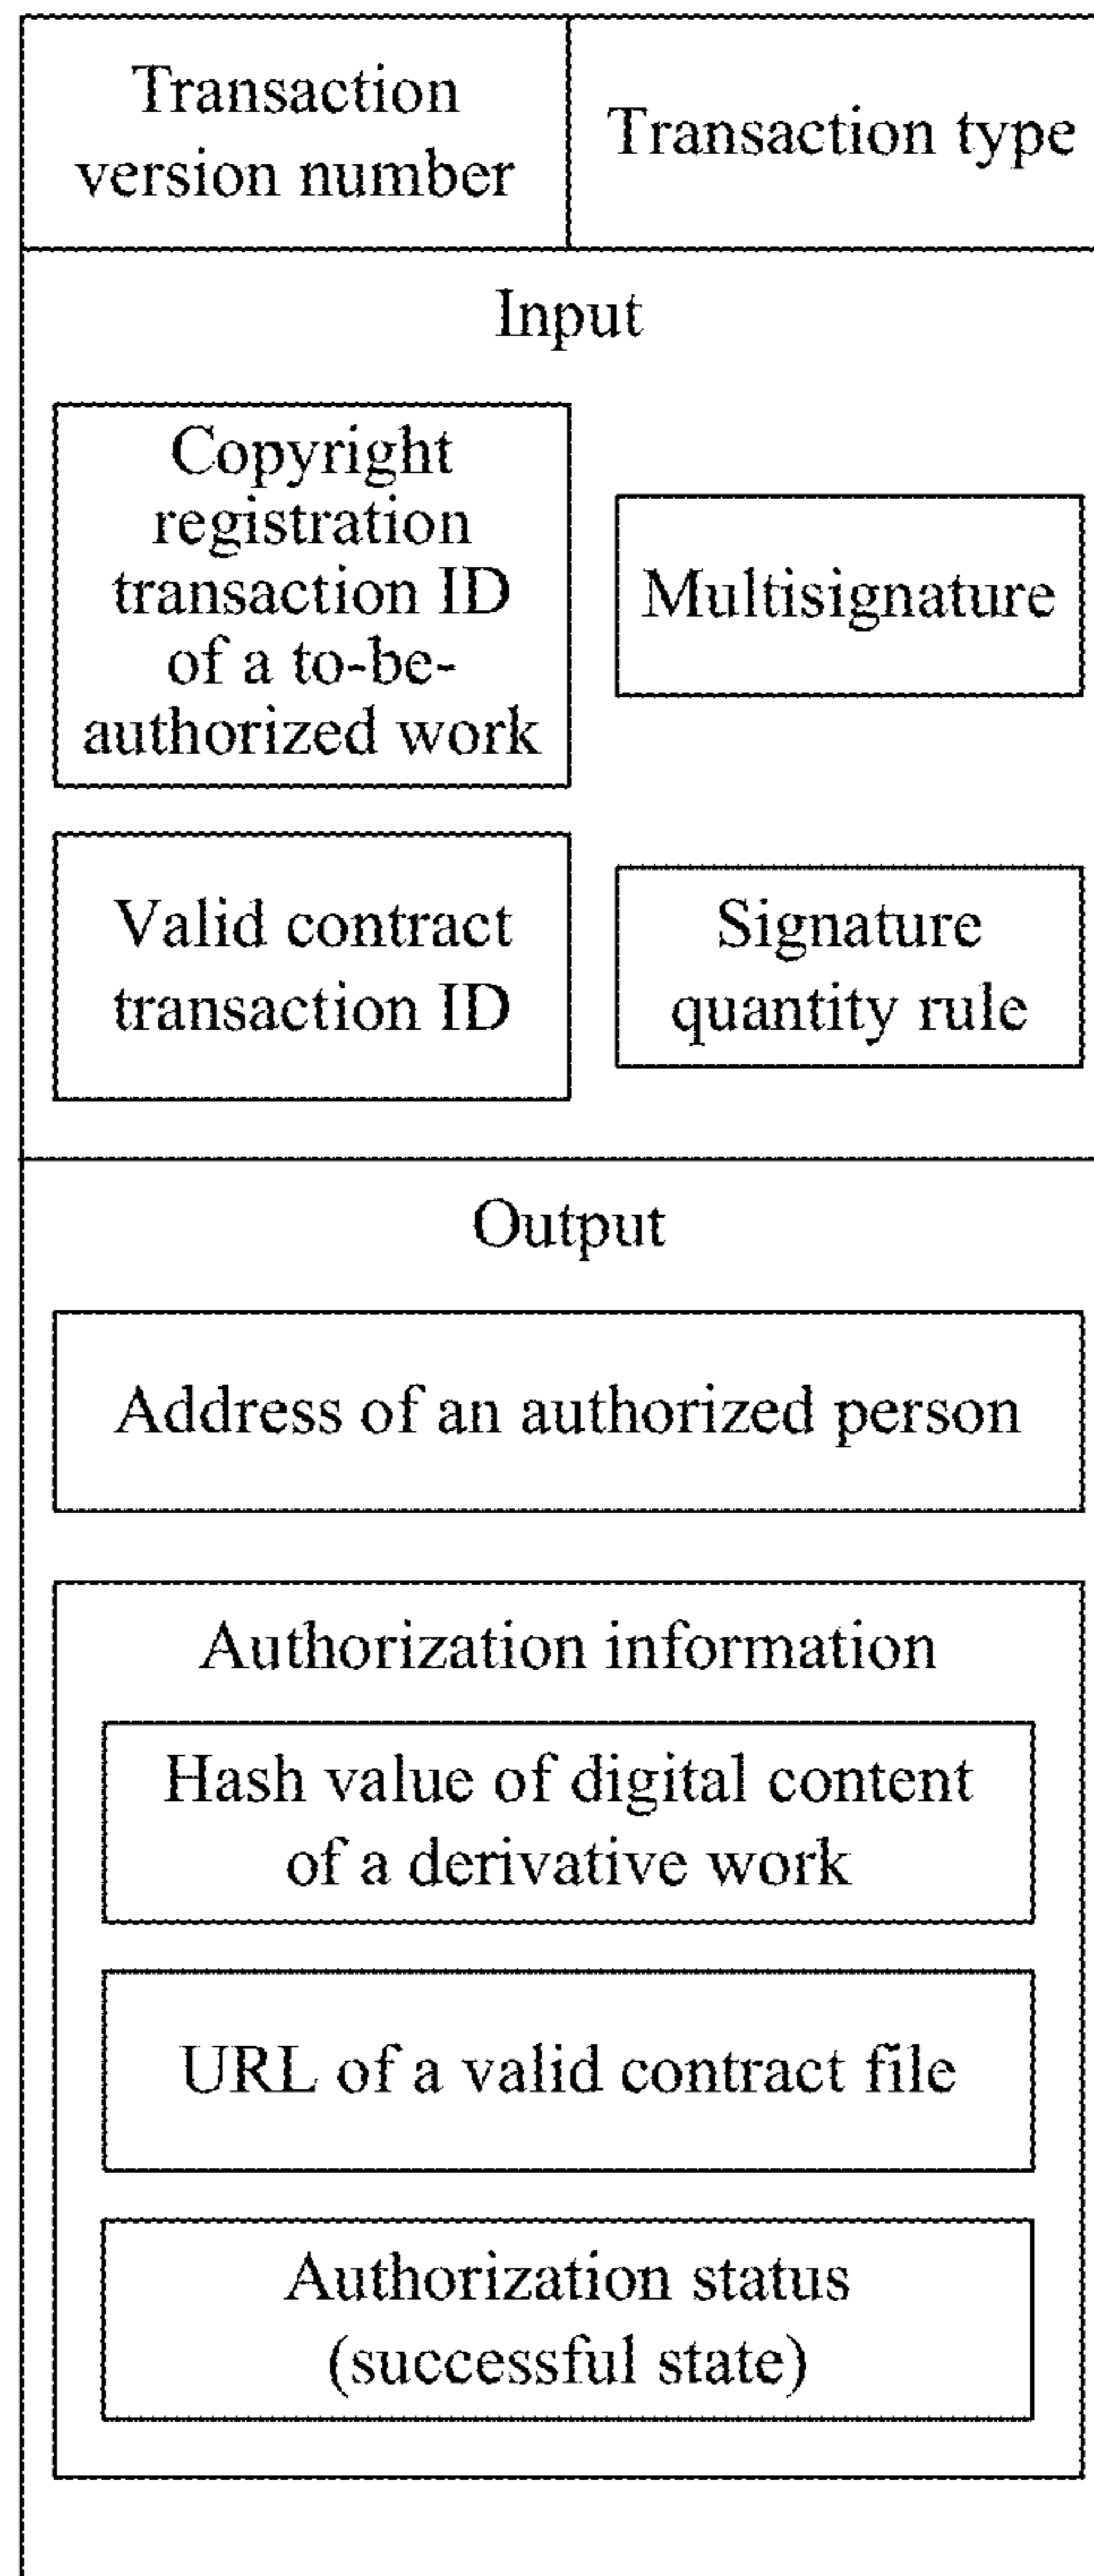 Transaction
version number
Transaction type
Input
Copyright
registration
transaction ID
of a to-be-
authorized work
Multisignature
Valid contract
transaction ID
Signature
quantity rule
Output
Address of an authorized person
Authorization information
Hash value of digital content
of a derivative work
URL of a valid contract file
Authorization status
(successful state)